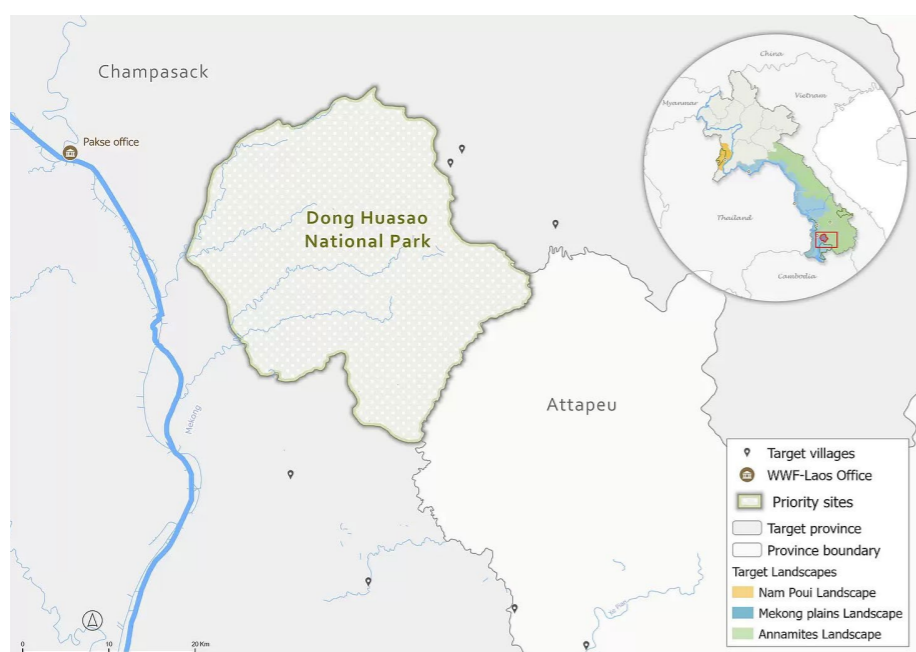 Champasack
Pakse office
Dong Huasao
National Park
Mekong
Attapeu
China
Myanmar
Vietnam
Thailand
Cambodia
Target villages
WWF-Laos Office
Priority sites
Target province
Province boundary
Target Landscapes
Nam Poui Landscape
Mekong plains Landscape
Annamites Landscape
0 10 20 Km